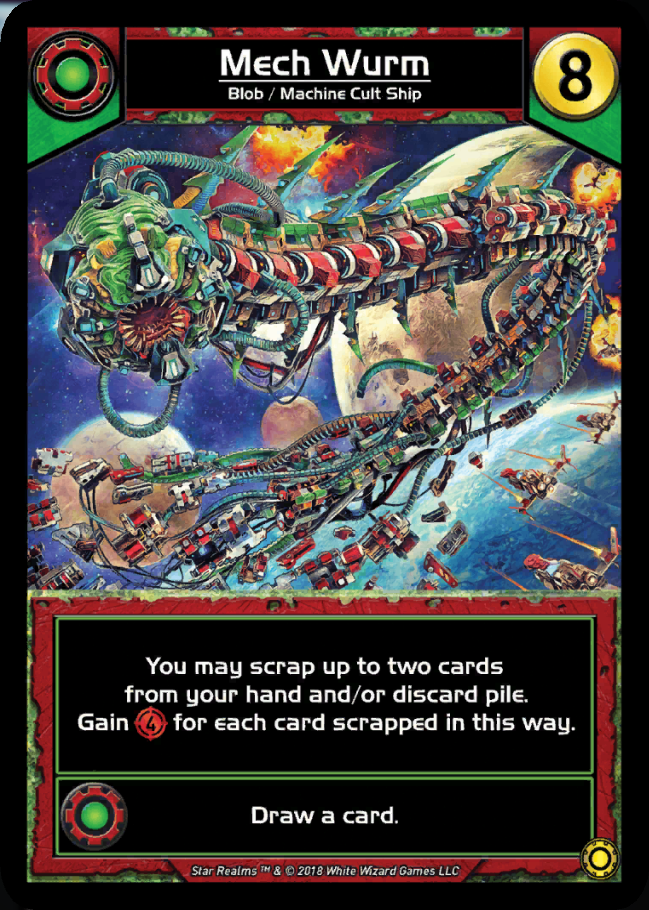 Mech Wurm
8
Blob / Machine Cult Ship
You may scrap up to two cards
from your hand and/or discard pile.
Gain 4 for each card scrapped in this way.
Draw a card.
Star Realms ™ & © 2018 White Wizard Games LLC